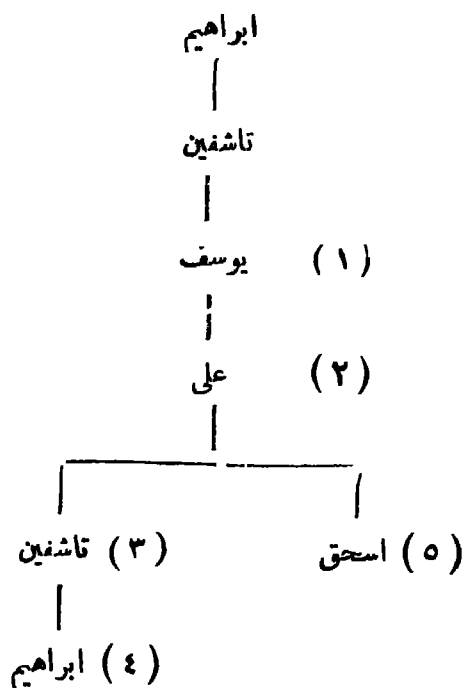 ابراهيم
تاشفين
(١) يوسف
(٢) على
(٥) اسحق (٣) تاشفين
(٤) ابراهيم